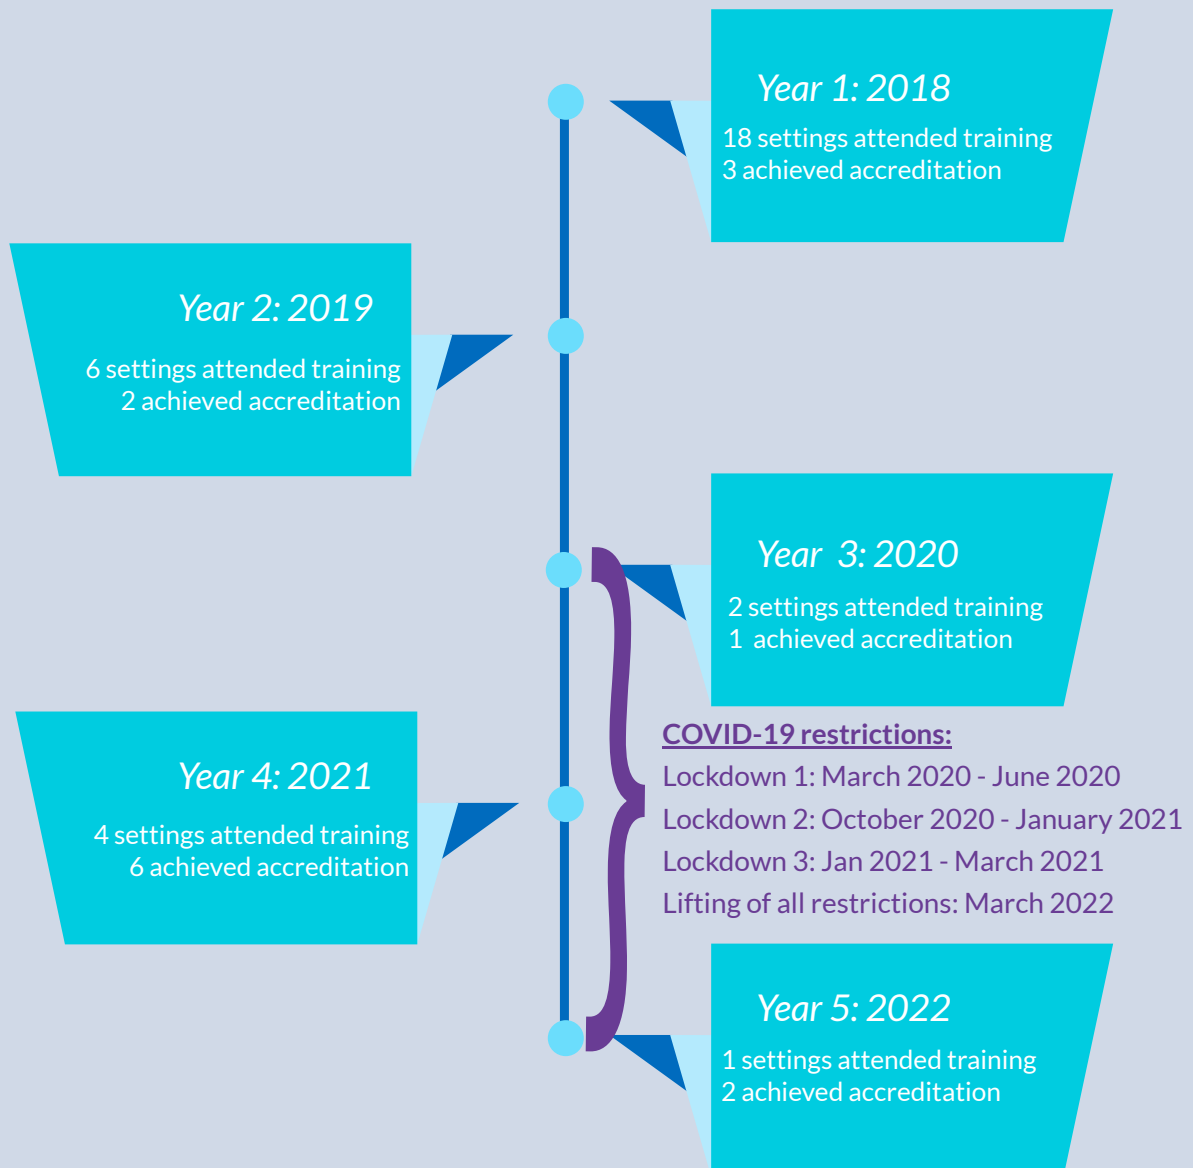 Year 1: 2018
18 settings attended training
3 achieved accreditation
Year 2: 2019
6 settings attended training
2 achieved accreditation
Year 3: 2020
2 settings attended training
1 achieved accreditation
COVID-19 restrictions:
Lockdown 1: March 2020 - June 2020
Lockdown 2: October 2020 - January 2021
Lockdown 3: Jan 2021 - March 2021
Lifting of all restrictions: March 2022
Year 4: 2021
4 settings attended training
6 achieved accreditation
Year 5: 2022
1 settings attended training
2 achieved accreditation